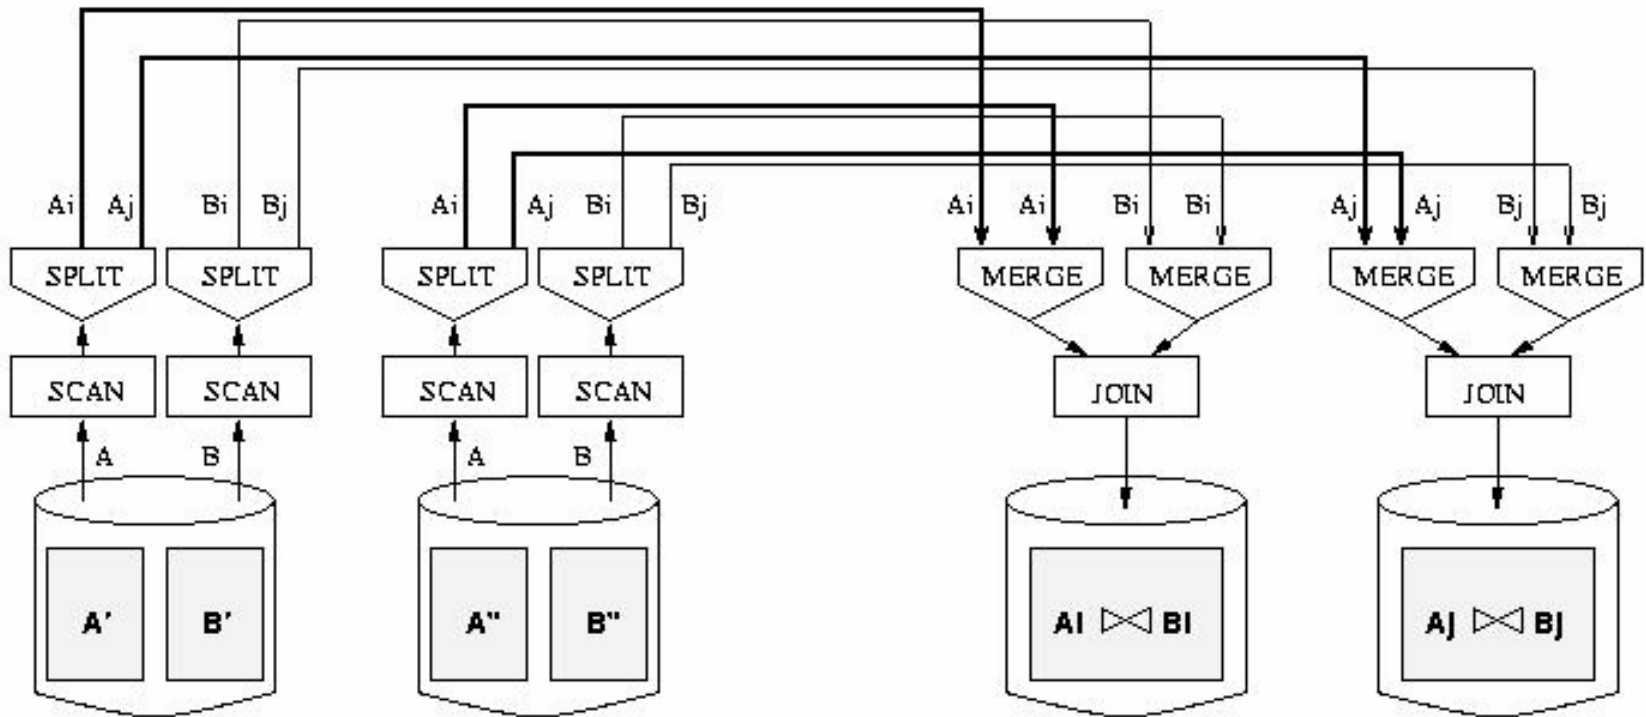 Ai Aj Bi Bj Ai Aj Bi Bj Ai Ai Bi Bi Aj Aj Bj Bj
SPLIT SPLIT SPLIT SPLIT MERGE MERGE MERGE MERGE
SCAN SCAN SCAN SCAN JOIN JOIN
A B A B
A' B' A" B" Ai ⋈ Bi Aj ⋈ Bj